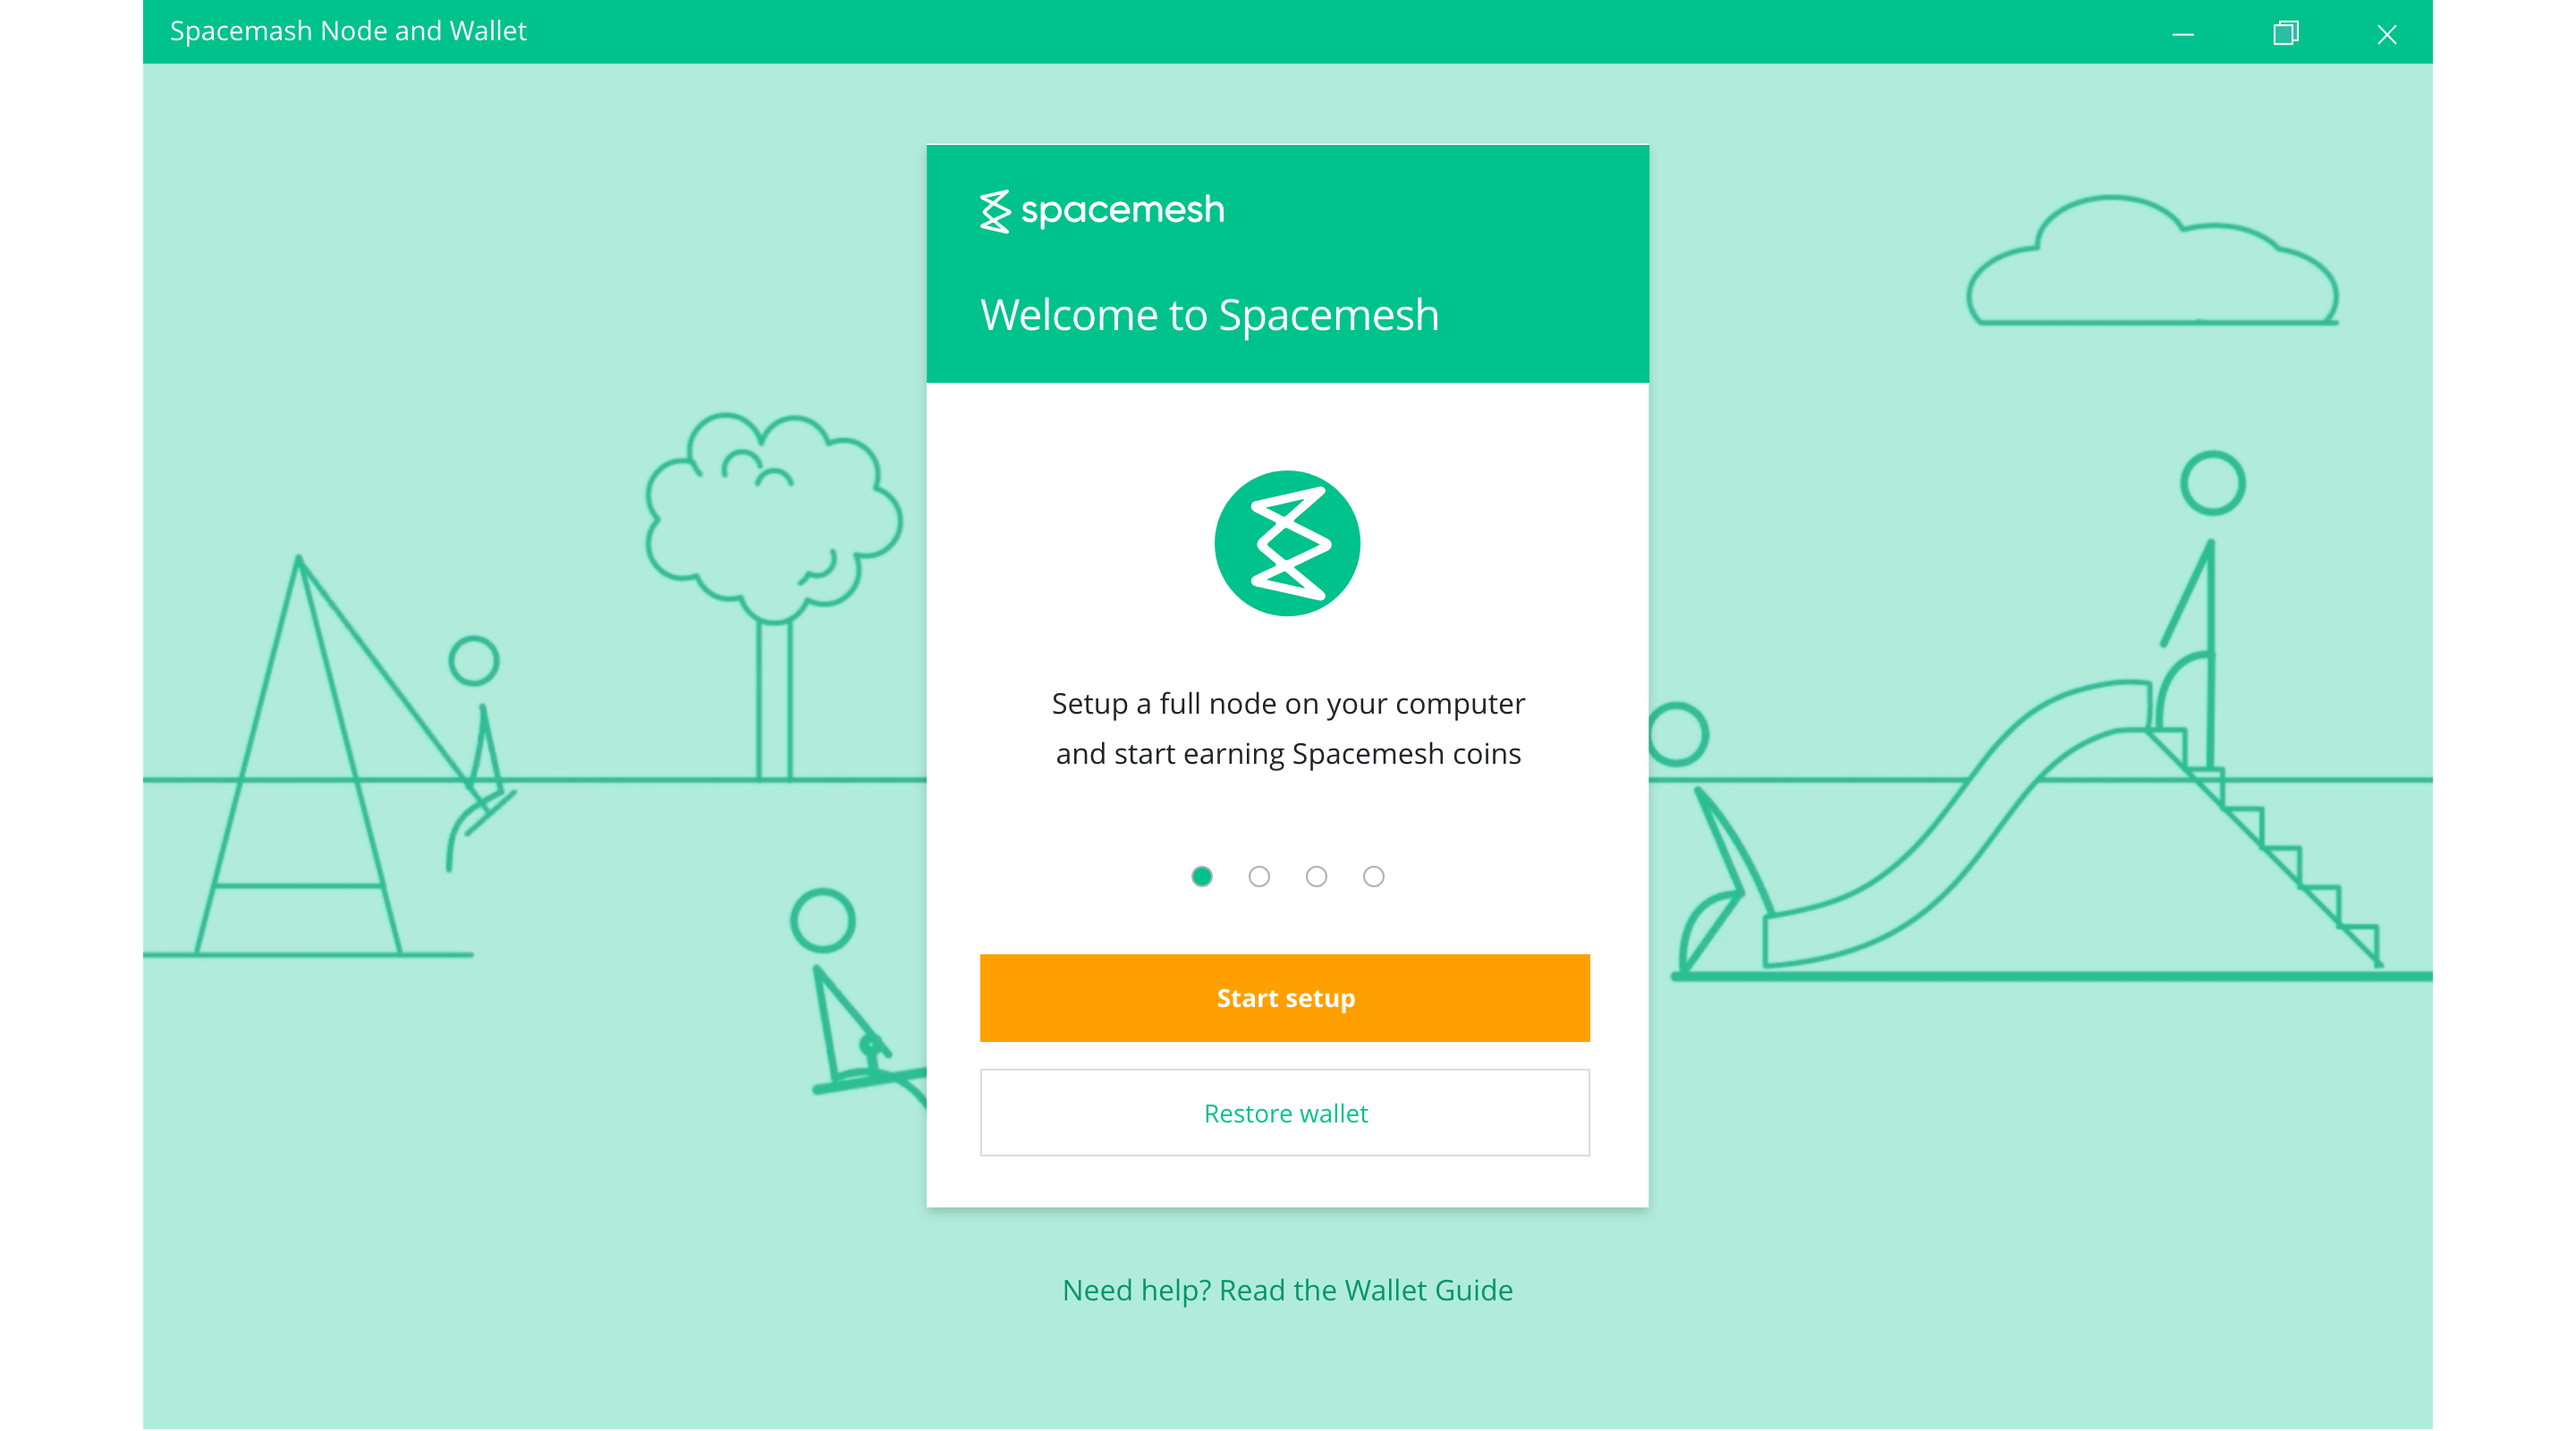 Spacemash Node and Wallet
spacemesh
Welcome to Spacemesh
Setup a full node on your computer
and start earning Spacemesh coins
Start setup
Restore wallet
Need help? Read the Wallet Guide